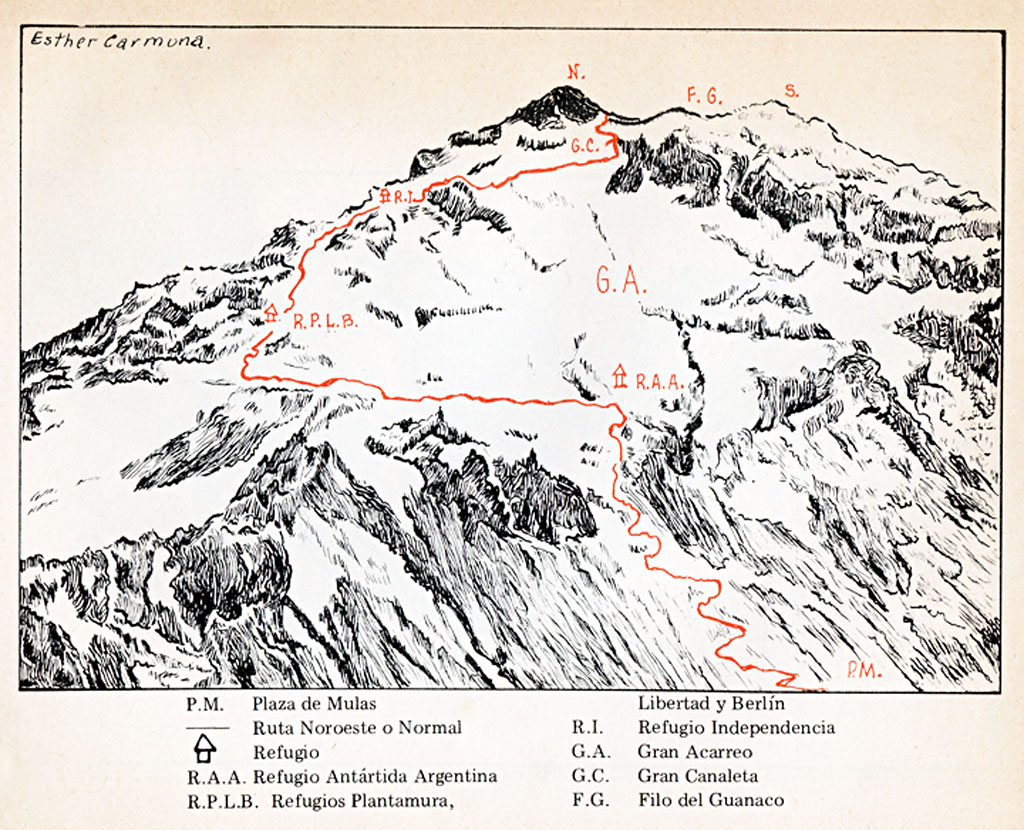 Esther Carmona.
N.
F. G.
S.
G.C.
R.I.
G.A.
R.P.L.B.
R.A.A.
P.M.
P.M. Plaza de Mulas
—— Ruta Noroeste o Normal
Refugio
R.A.A. Refugio Antártida Argentina
R.P.L.B. Refugios Plantamura,
Libertad y Berlín
R.I. Refugio Independencia
G.A. Gran Acarreo
G.C. Gran Canaleta
F.G. Filo del Guanaco